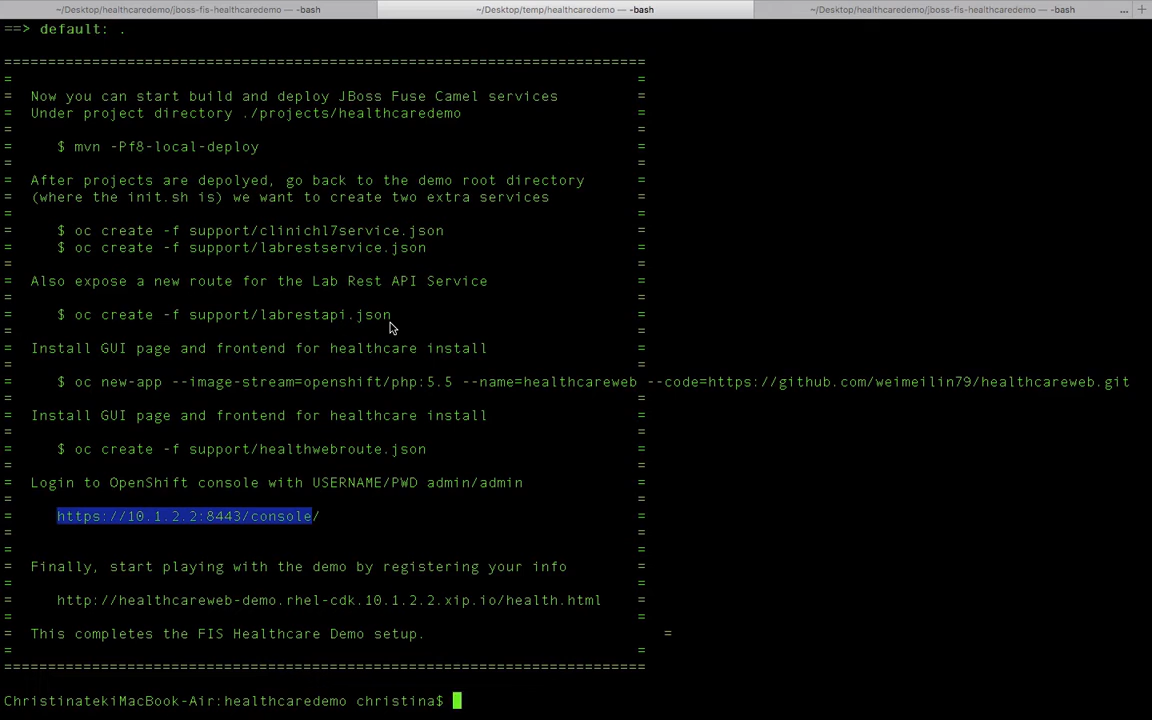 ~/Desktop/healthcaredemo/jboss-fis-healthcaredemo — -bash
~/Desktop/temp/healthcaredemo — -bash
~/Desktop/healthcaredemo/jboss-fis-healthcaredemo — -bash
... +
==> default: .
=========================================================================
= =
= Now you can start build and deploy JBoss Fuse Camel services =
= Under project directory ./projects/healthcaredemo =
= =
= $ mvn -Pf8-local-deploy =
= =
= After projects are depolyed, go back to the demo root directory =
= (where the init.sh is) we want to create two extra services =
= =
= $ oc create -f support/clinichl7service.json =
= $ oc create -f support/labrestservice.json =
= =
= Also expose a new route for the Lab Rest API Service =
= =
= $ oc create -f support/labrestapi.json =
= =
= Install GUI page and frontend for healthcare install =
= =
= $ oc new-app --image-stream=openshift/php:5.5 --name=healthcareweb --code=https://github.com/weimeilin79/healthcareweb.git
= =
= Install GUI page and frontend for healthcare install =
= =
= $ oc create -f support/healthwebroute.json =
= =
= Login to OpenShift console with USERNAME/PWD admin/admin =
= =
= https://10.1.2.2:8443/console/ =
= =
= =
= Finally, start playing with the demo by registering your info =
= =
= http://healthcareweb-demo.rhel-cdk.10.1.2.2.xip.io/health.html =
= =
= This completes the FIS Healthcare Demo setup. =
= =
=========================================================================
ChristinatekiMacBook-Air:healthcaredemo christina$